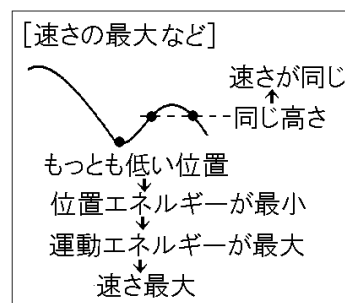 [速さの最大など]
速さが同じ
↑
同じ高さ
もっとも低い位置
↓
位置エネルギーが最小
↓
運動エネルギーが最大
↓
速さ最大